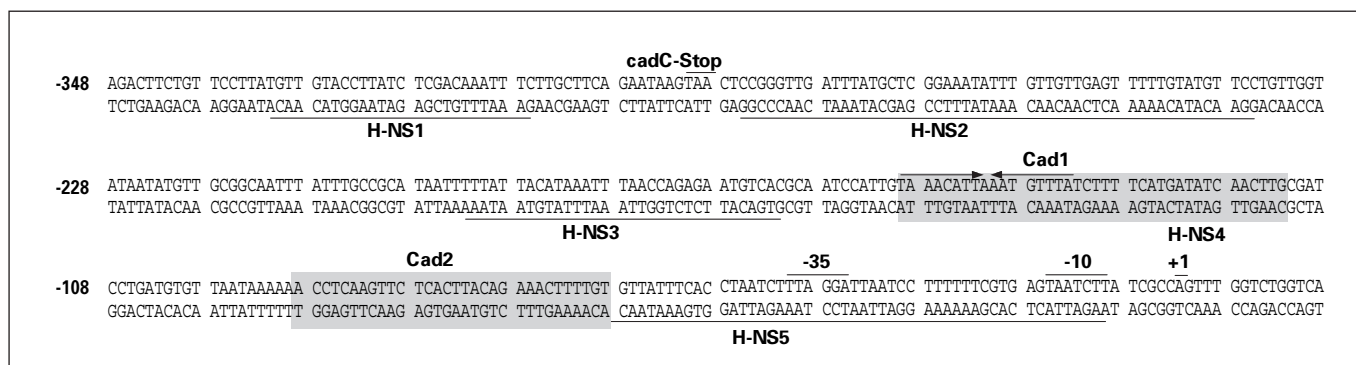 cadC-Stop
-348 AGACTTCTGT TCCTTATGTT GTACCTTATC TCGACAAATT TCTTGCTTCA GAATAAGTAA CTCCGGGTTG ATTTATGCTC GGAAATATTT GTTGTTGAGT TTTTGTATGT TCCTGTTGGT
TCTGAAGACA AGGAATACAA CATGGAATAG AGCTGTTTAA AGAACGAAGT CTTATTCATT GAGGCCCAAC TAAATACGAG CCTTTATAAA CAACAACTCA AAAACATACA AGGACAACCA
H-NS1 H-NS2
Cad1
-228 ATAATATGTT GCGGCAATTT ATTTGCCGCA TAATTTTTAT TACATAAATT TAACCAGAGA ATGTCACGCA ATCCATTGTA AACATTAAAT GTTTATCTTT TCATGATATC AACTTGCGAT
TATTATACAA CGCCGTTAAA TAAACGGCGT ATTAAAAATA ATGTATTTAA ATTGGTCTCT TACAGTGCGT TAGGTAACAT TTGTAATTTA CAAATAGAAA AGTACTATAG TTGAACGCTA
H-NS3 H-NS4
Cad2 -35 -10 +1
-108 CCTGATGTGT TAATAAAAAA CCTCAAGTTC TCACTTACAG AAACTTTTGT GTTATTTCAC CTAATCTTTA GGATTAATCC TTTTTTCGTG AGTAATCTTA TCGCCAGTTT GGTCTGGTCA
GGACTACACA ATTATTTTTT GGAGTTCAAG AGTGAATGTC TTTGAAAACA CAATAAAGTG GATTAGAAAT CCTAATTAGG AAAAAAGCAC TCATTAGAAT AGCGGTCAAA CCAGACCAGT
H-NS5